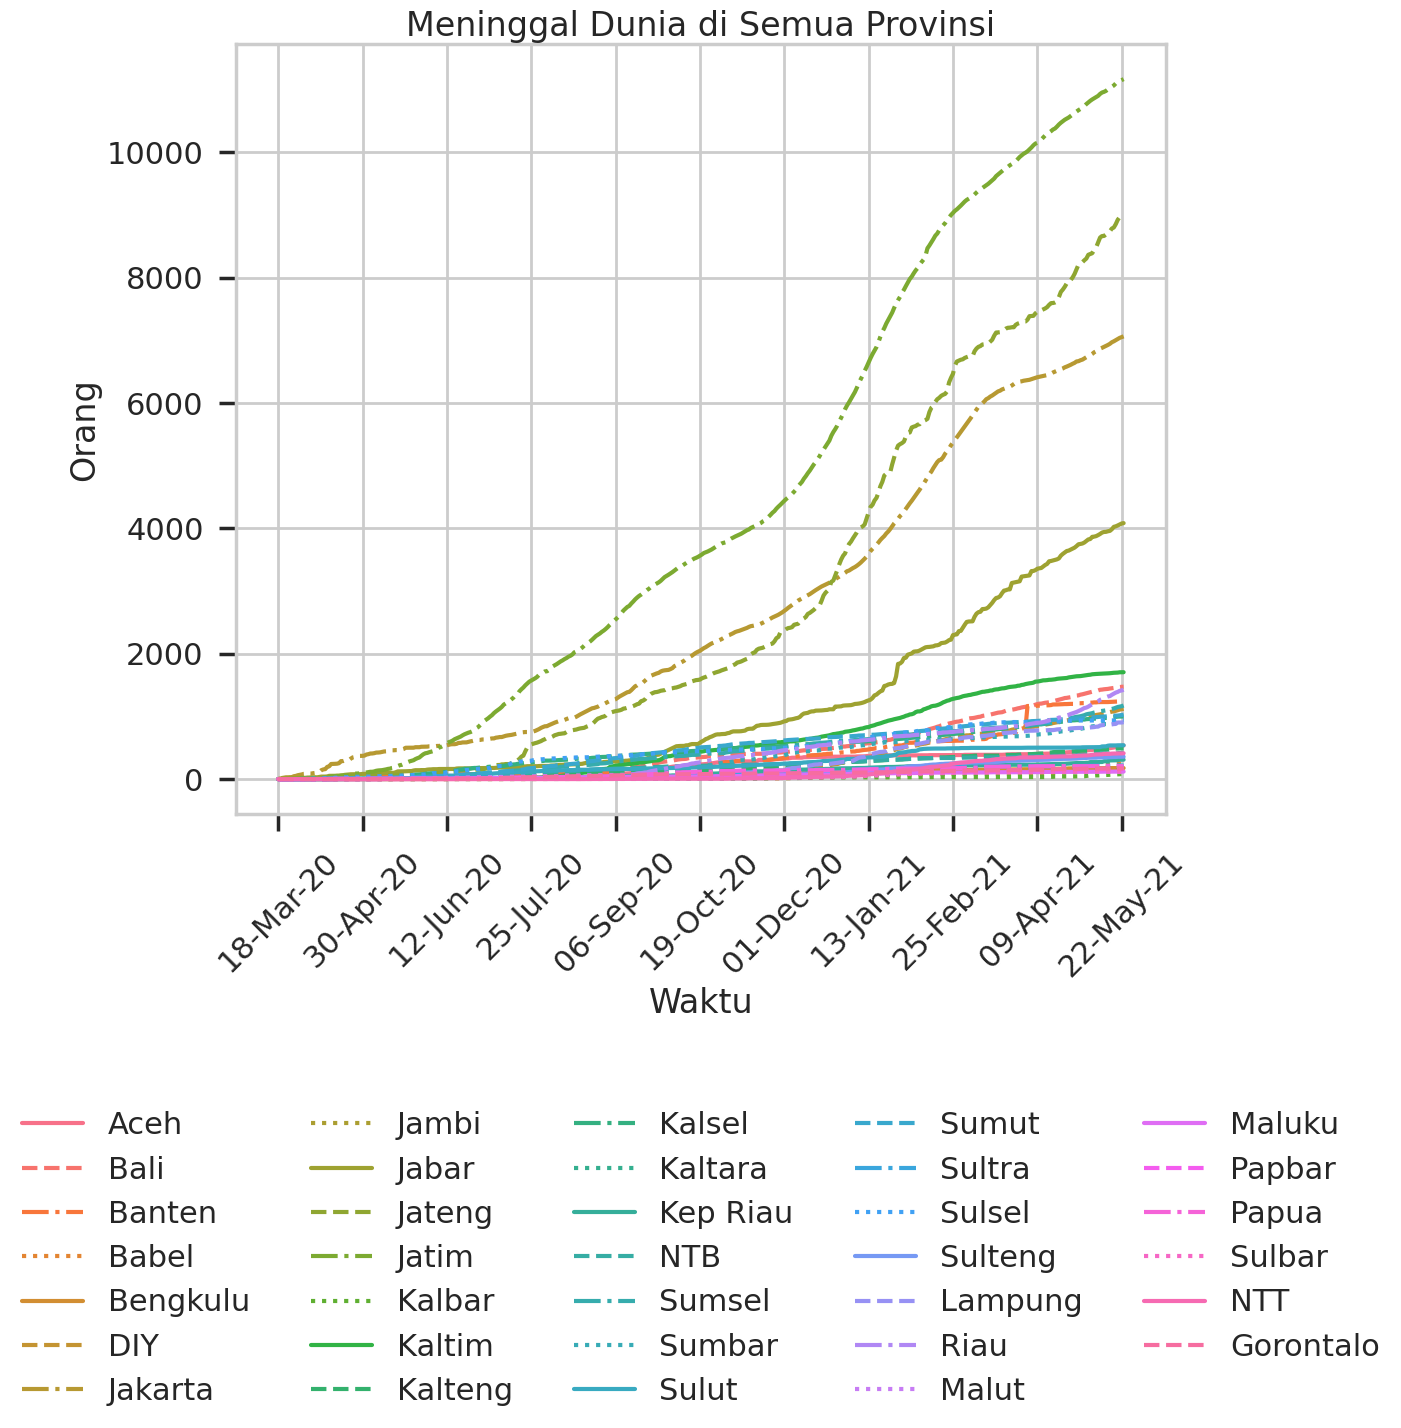 Meninggal Dunia di Semua Provinsi
10000
8000
6000
4000
2000
0
Orang
18-Mar-20
30-Apr-20
12-Jun-20
25-Jul-20
06-Sep-20
19-Oct-20
01-Dec-20
13-Jan-21
25-Feb-21
09-Apr-21
22-May-21
Waktu
Aceh
Bali
Banten
Babel
Bengkulu
DIY
Jakarta
Jambi
Jabar
Jateng
Jatim
Kalbar
Kaltim
Kalteng
Kalsel
Kaltara
Kep Riau
NTB
Sumsel
Sumbar
Sulut
Sumut
Sultra
Sulsel
Sulteng
Lampung
Riau
Malut
Maluku
Papbar
Papua
Sulbar
NTT
Gorontalo